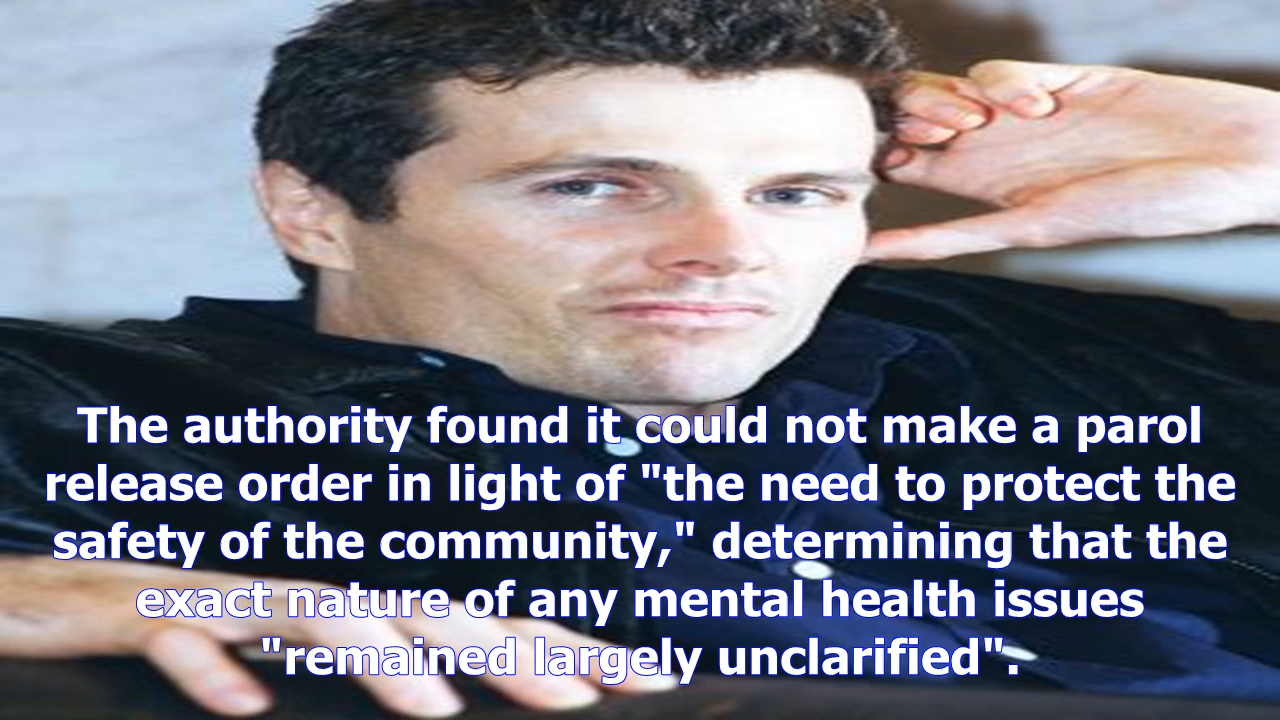 The authority found it could not make a parol
release order in light of "the need to protect the
safety of the community," determining that the
exact nature of any mental health issues
"remained largely unclarified".